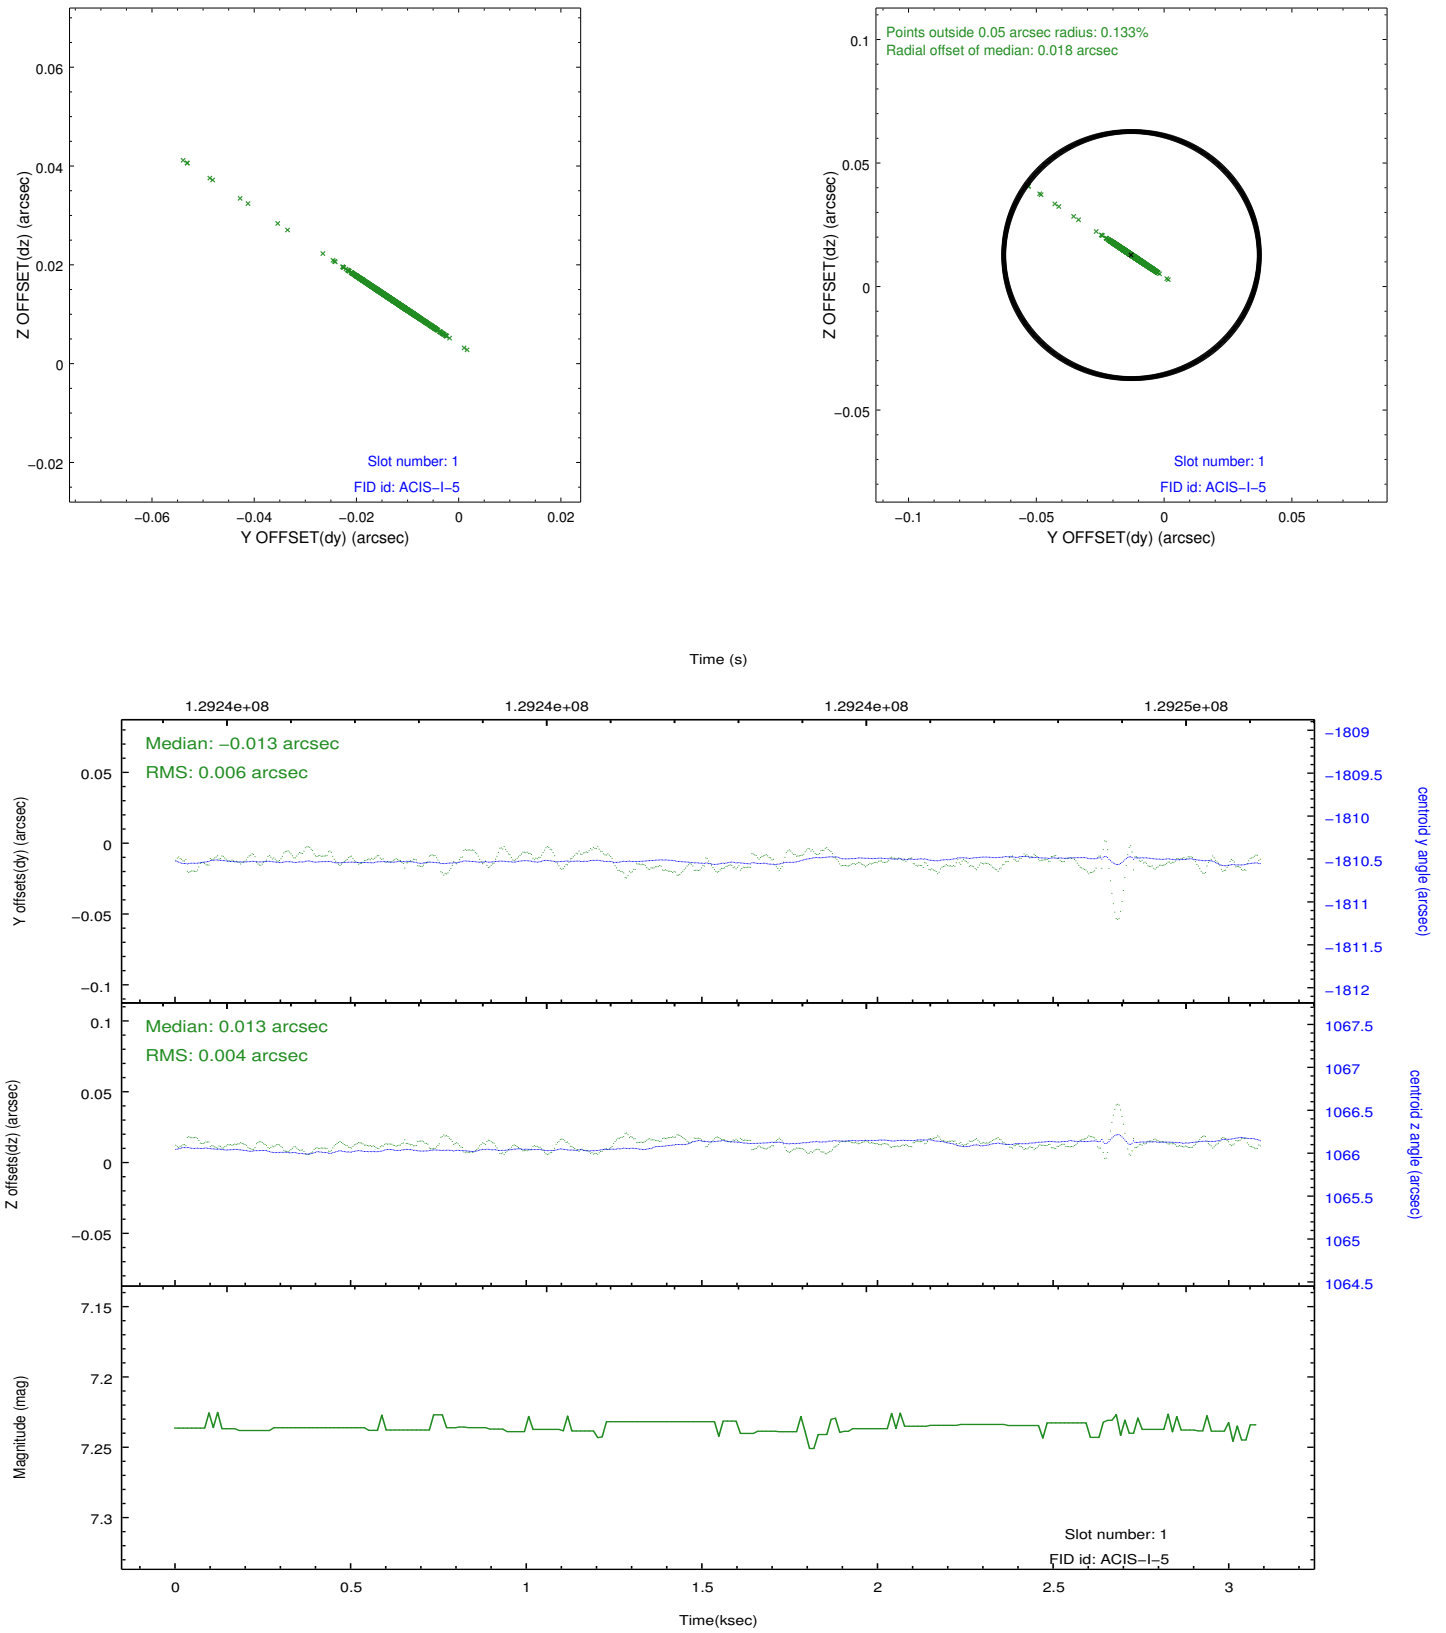 0.06
0.04
0.02
0
−0.02
Z OFFSET(dz) (arcsec)
Slot number: 1
FID id: ACIS−I−5
−0.06 −0.04 −0.02 0 0.02
Y OFFSET(dy) (arcsec)
Points outside 0.05 arcsec radius: 0.133%
Radial offset of median: 0.018 arcsec
0.1
0.05
0
−0.05
Z OFFSET(dz) (arcsec)
Slot number: 1
FID id: ACIS−I−5
−0.1 −0.05 0 0.05
Y OFFSET(dy) (arcsec)
Time (s)
1.2924e+08 1.2924e+08 1.2924e+08 1.2925e+08
Median: −0.013 arcsec
RMS: 0.006 arcsec
0.05
0
−0.05
−0.1
Y offsets(dy) (arcsec)
−1809
−1809.5
−1810
−1810.5
−1811
−1811.5
−1812
centroid y angle (arcsec)
Median: 0.013 arcsec
RMS: 0.004 arcsec
0.1
0.05
0
−0.05
Z offsets(dz) (arcsec)
1067.5
1067
1066.5
1066
1065.5
1065
1064.5
centroid z angle (arcsec)
7.15
7.2
7.25
7.3
Magnitude (mag)
Slot number: 1
FID id: ACIS−I−5
0 0.5 1 1.5 2 2.5 3
Time(ksec)